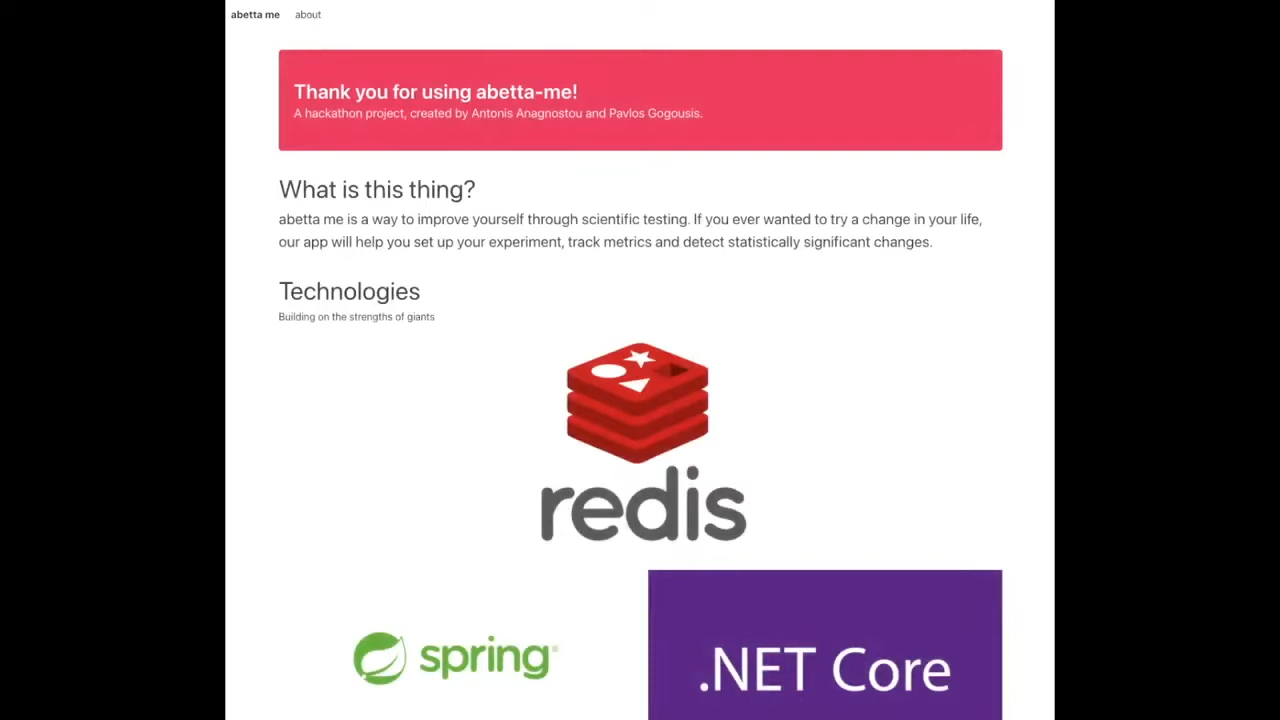 abetta me about
Thank you for using abetta-me!
A hackathon project, created by Antonis Anagnostou and Pavlos Gogousis.
What is this thing?
abetta me is a way to improve yourself through scientific testing. If you ever wanted to try a change in your life,
our app will help you set up your experiment, track metrics and detect statistically significant changes.
Technologies
Building on the strengths of giants
redis
spring
.NET Core